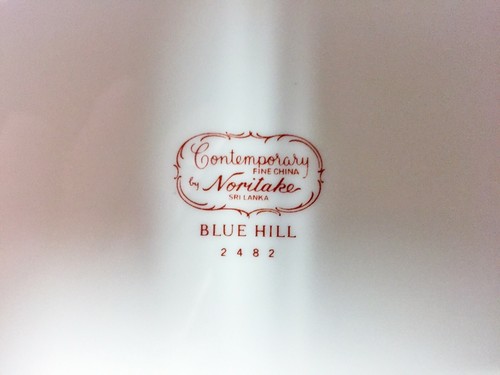 Contemporary
FINE CHINA
by Noritake
SRI LANKA
BLUE HILL
2482